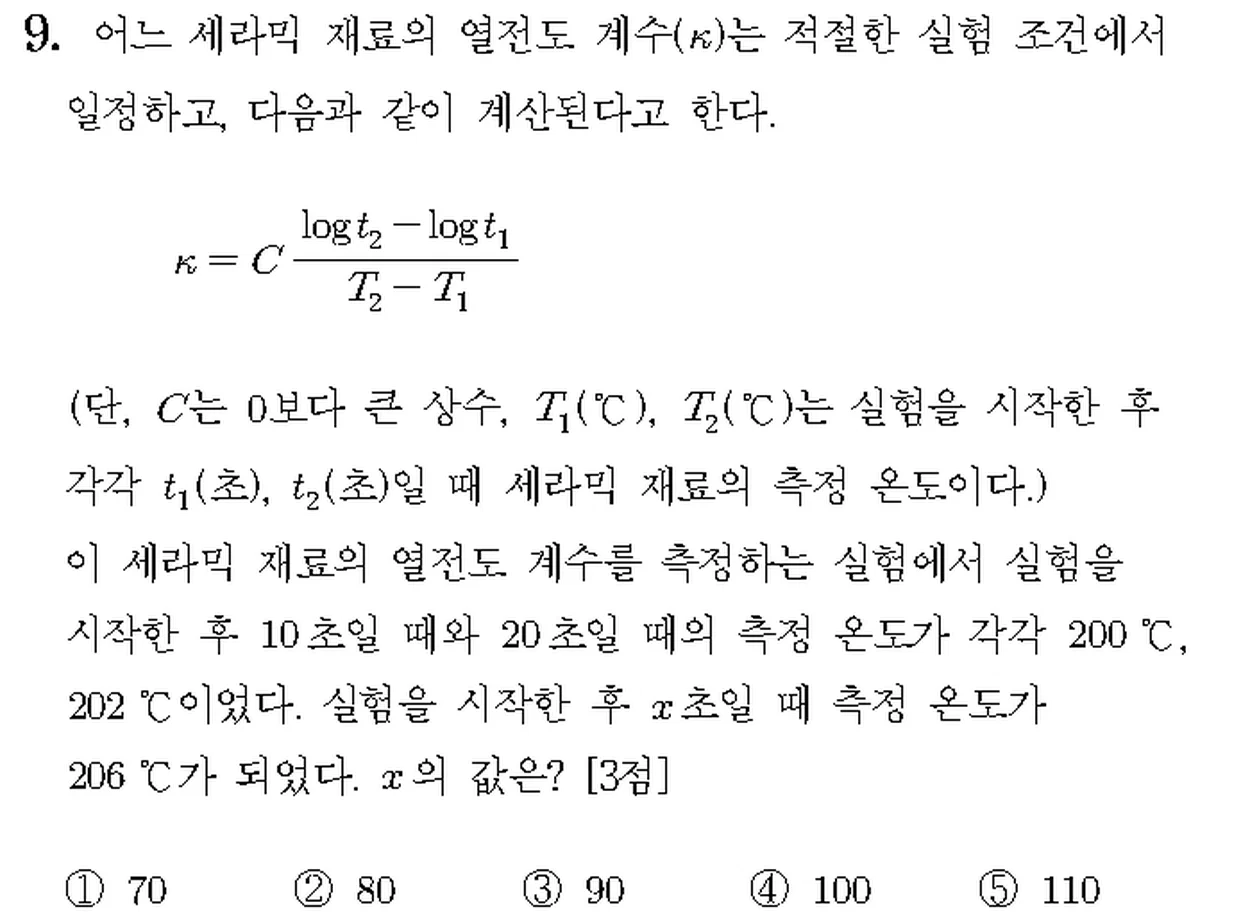 9. 어느 세라믹 재료의 열전도 계수(κ)는 적절한 실험 조건에서
일정하고, 다음과 같이 계산된다고 한다.
κ = C (log t₂ − log t₁) / (T₂ − T₁)
(단, C는 0보다 큰 상수, T₁(℃), T₂(℃)는 실험을 시작한 후
각각 t₁(초), t₂(초)일 때 세라믹 재료의 측정 온도이다.)
이 세라믹 재료의 열전도 계수를 측정하는 실험에서 실험을
시작한 후 10초일 때와 20초일 때의 측정 온도가 각각 200 ℃,
202 ℃이었다. 실험을 시작한 후 x초일 때 측정 온도가
206 ℃가 되었다. x의 값은? [3점]
① 70 ② 80 ③ 90 ④ 100 ⑤ 110